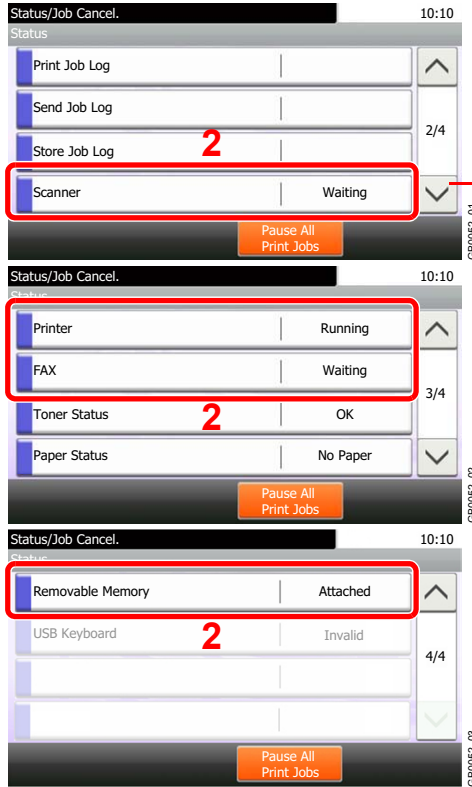 Status/Job Cancel. 10:10
Status
Print Job Log
Send Job Log
2/4
Store Job Log
2
Scanner Waiting
Pause All
Print Jobs
GB0052_01
Status/Job Cancel. 10:10
Status
Printer Running
FAX Waiting
3/4
Toner Status OK
2
Paper Status No Paper
Pause All
Print Jobs
GB0052_02
Status/Job Cancel. 10:10
Status
Removable Memory Attached
USB Keyboard Invalid
2
4/4
Pause All
Print Jobs
GB0052_03